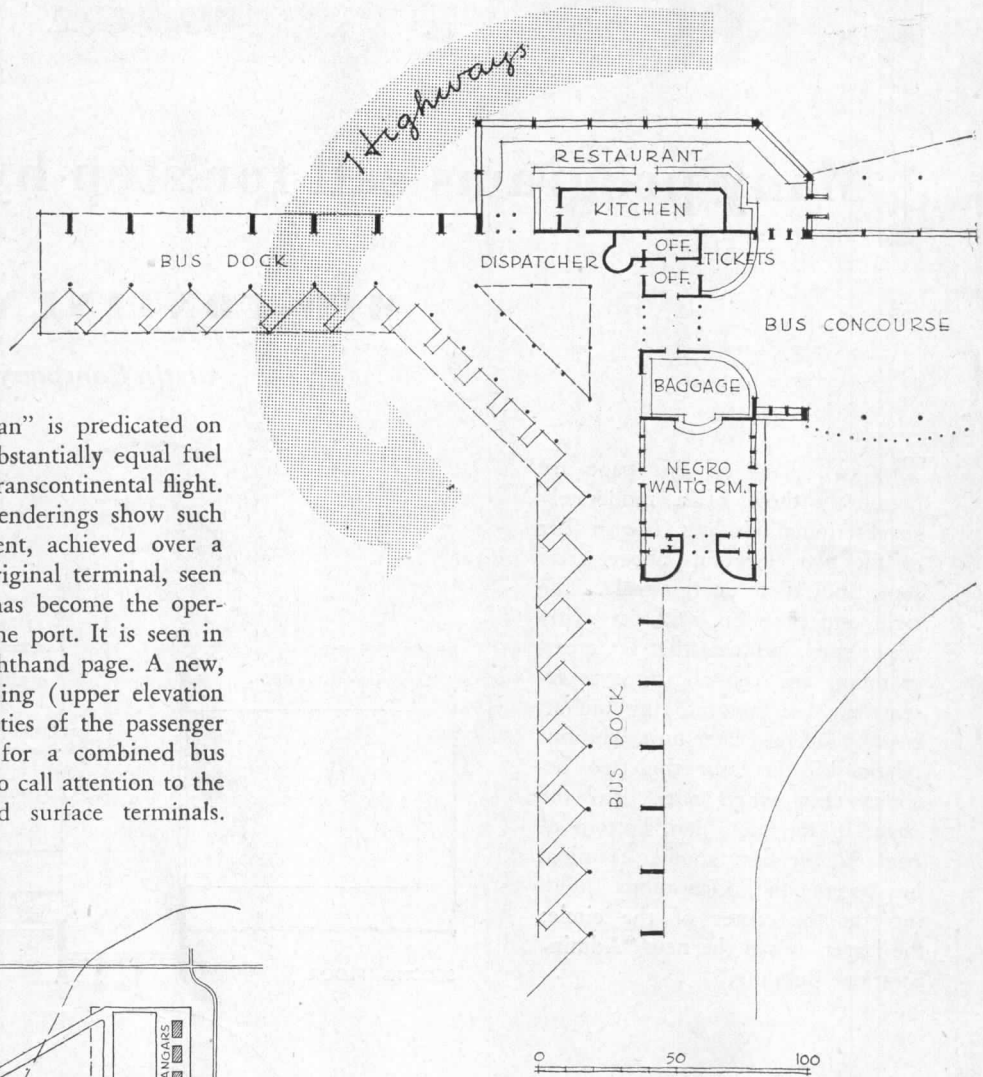 Highways
RESTAURANT
KITCHEN
BUS DOCK
DISPATCHER
OFF.
TICKETS
OFF.
BUS CONCOURSE
BAGGAGE
NEGRO
WAIT'G RM.
BUS DOCK
an" is predicated on
bstantially equal fuel
ranscontinental flight.
enderings show such
ent, achieved over a
riginal terminal, seen
has become the oper-
ne port. It is seen in
ghthand page. A new,
ing (upper elevation
ties of the passenger
for a combined bus
o call attention to the
d surface terminals.
ANGARS
0 50 100